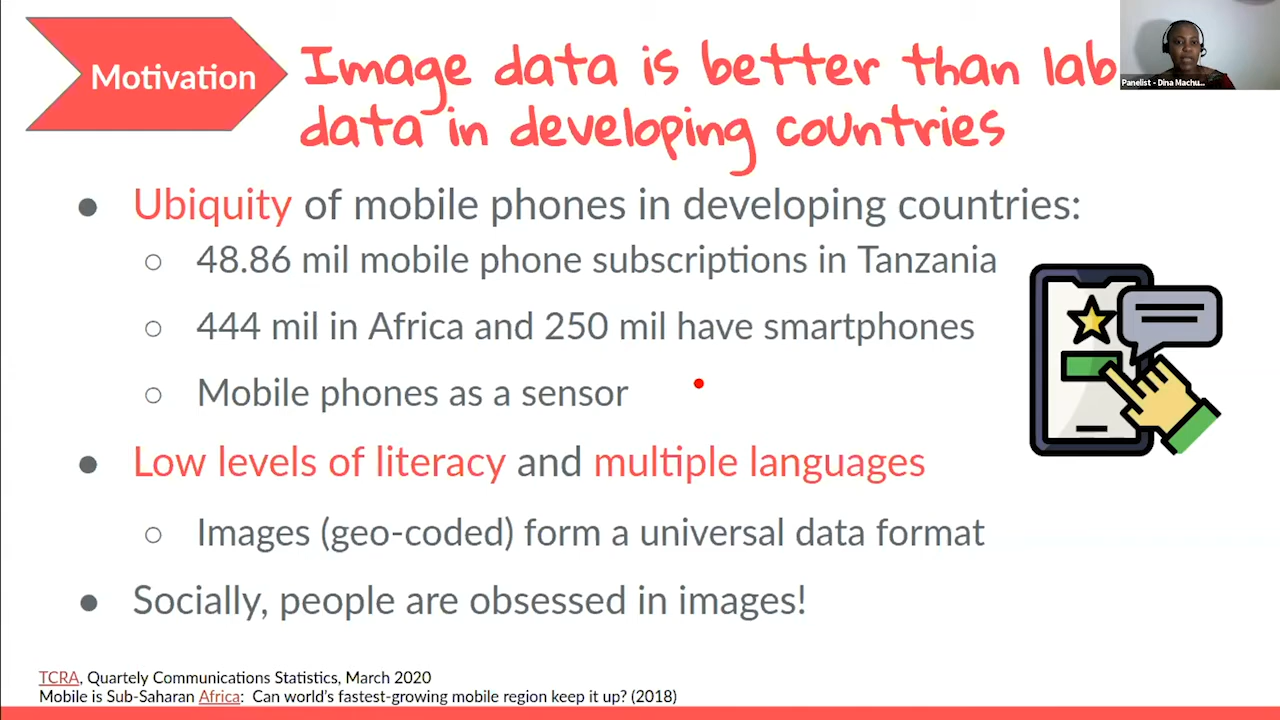 Motivation
Image data is better than lab
data in developing countries
Panelist - Dina Machu...
● Ubiquity of mobile phones in developing countries:
○ 48.86 mil mobile phone subscriptions in Tanzania
○ 444 mil in Africa and 250 mil have smartphones
○ Mobile phones as a sensor
● Low levels of literacy and multiple languages
○ Images (geo-coded) form a universal data format
● Socially, people are obsessed in images!
TCRA, Quartely Communications Statistics, March 2020
Mobile is Sub-Saharan Africa: Can world's fastest-growing mobile region keep it up? (2018)